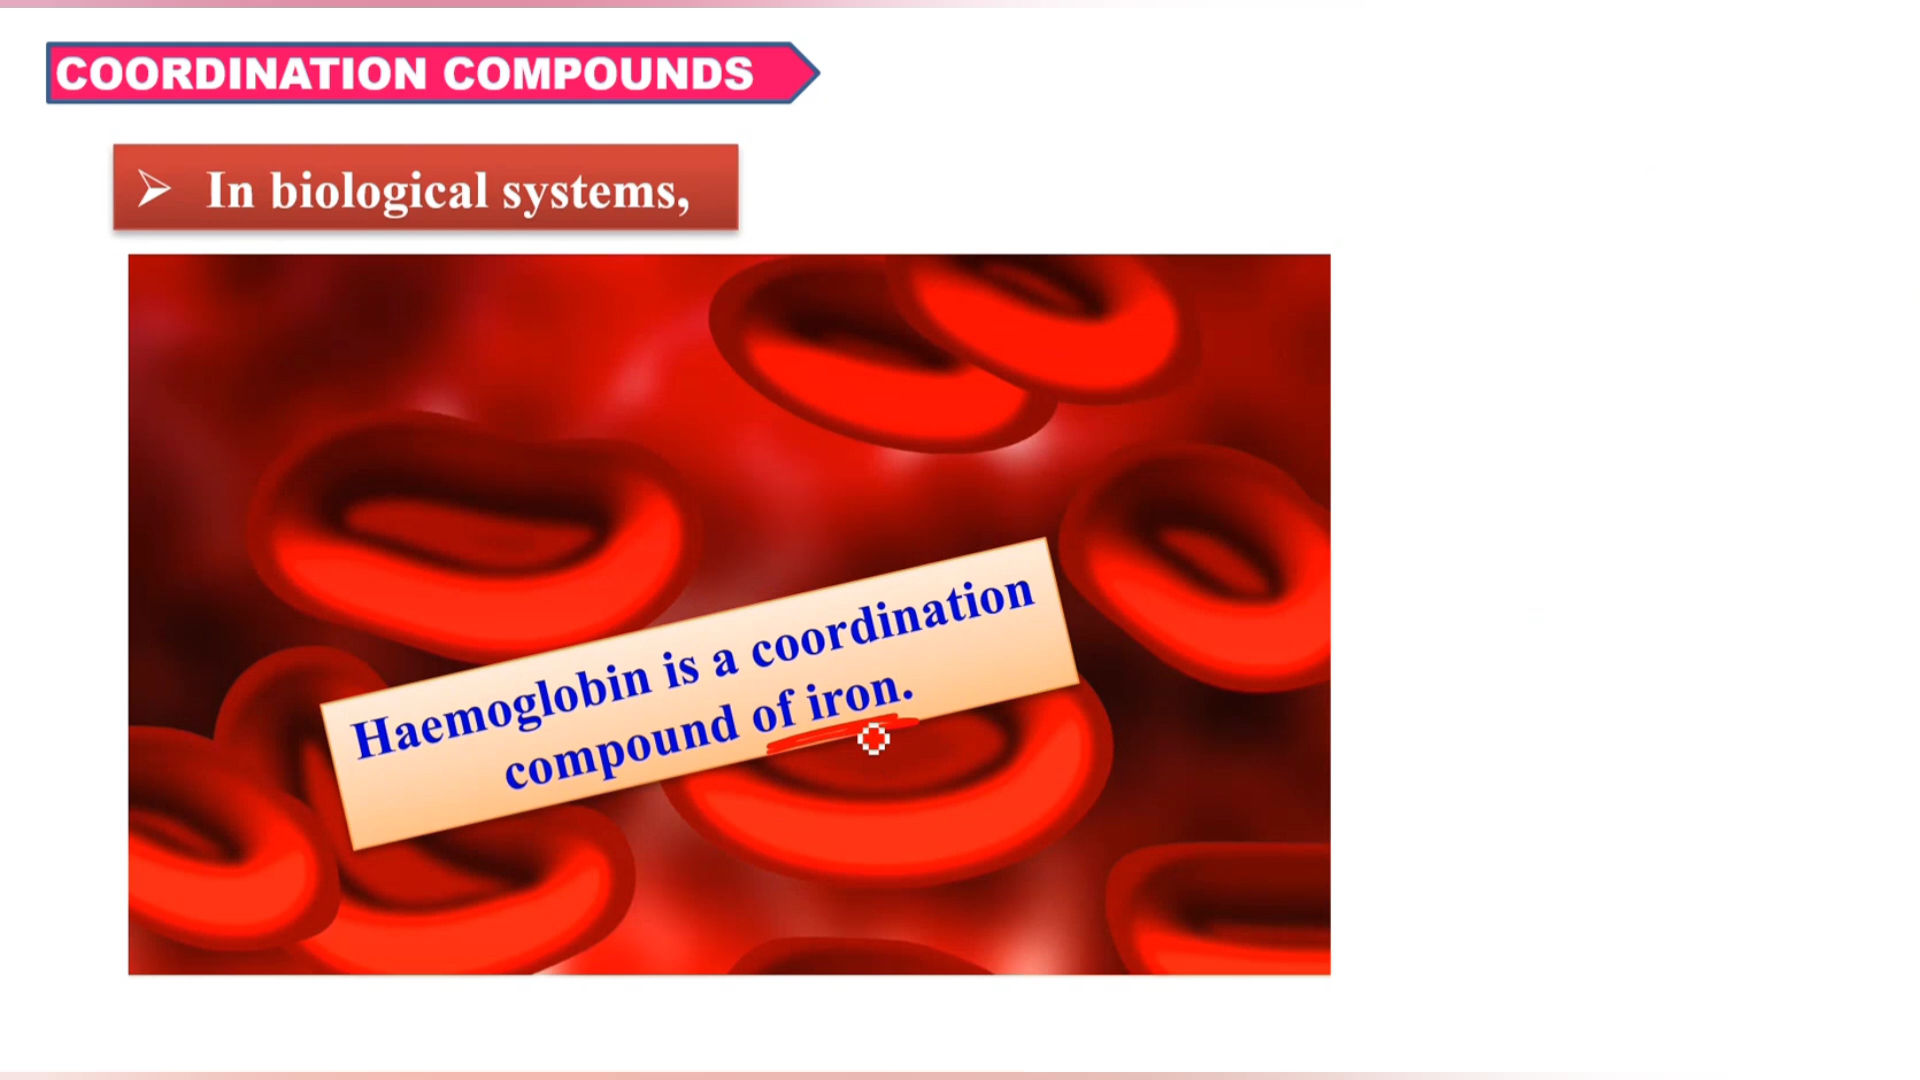 COORDINATION COMPOUNDS
In biological systems,
Haemoglobin is a coordination
compound of iron.